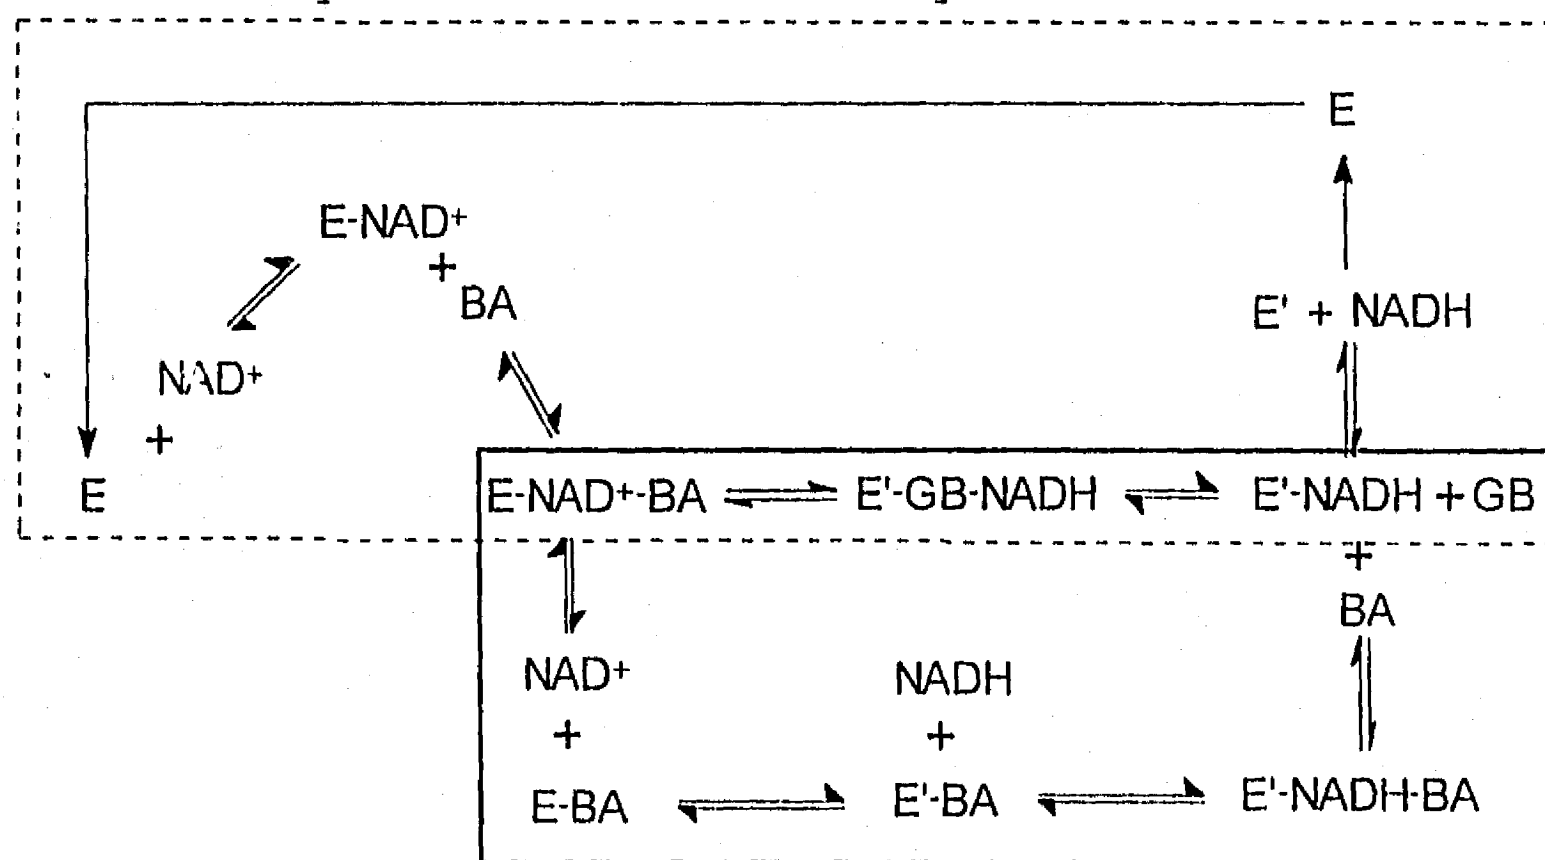 E
E-NAD+
+
BA
E' + NADH
NAD+
+
E
E-NAD+-BA
E'-GB-NADH
E'-NADH + GB
+
BA
NAD+
NADH
+
+
E-BA
E'-BA
E'-NADH-BA